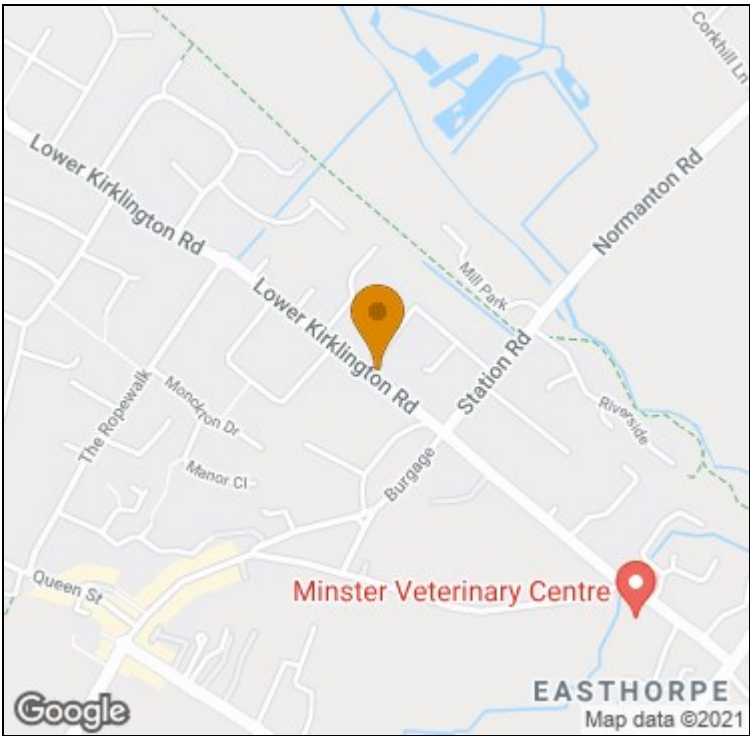 Corkhill Ln
Lower Kirklington Rd
Normanton Rd
Mill Park
Lower Kirklington Rd
Station Rd
The Ropewalk
Monckton Dr
Riverside
Manor Cl
Burgage
Queen St
Minster Veterinary Centre
EASTHORPE
Google
Map data ©2021